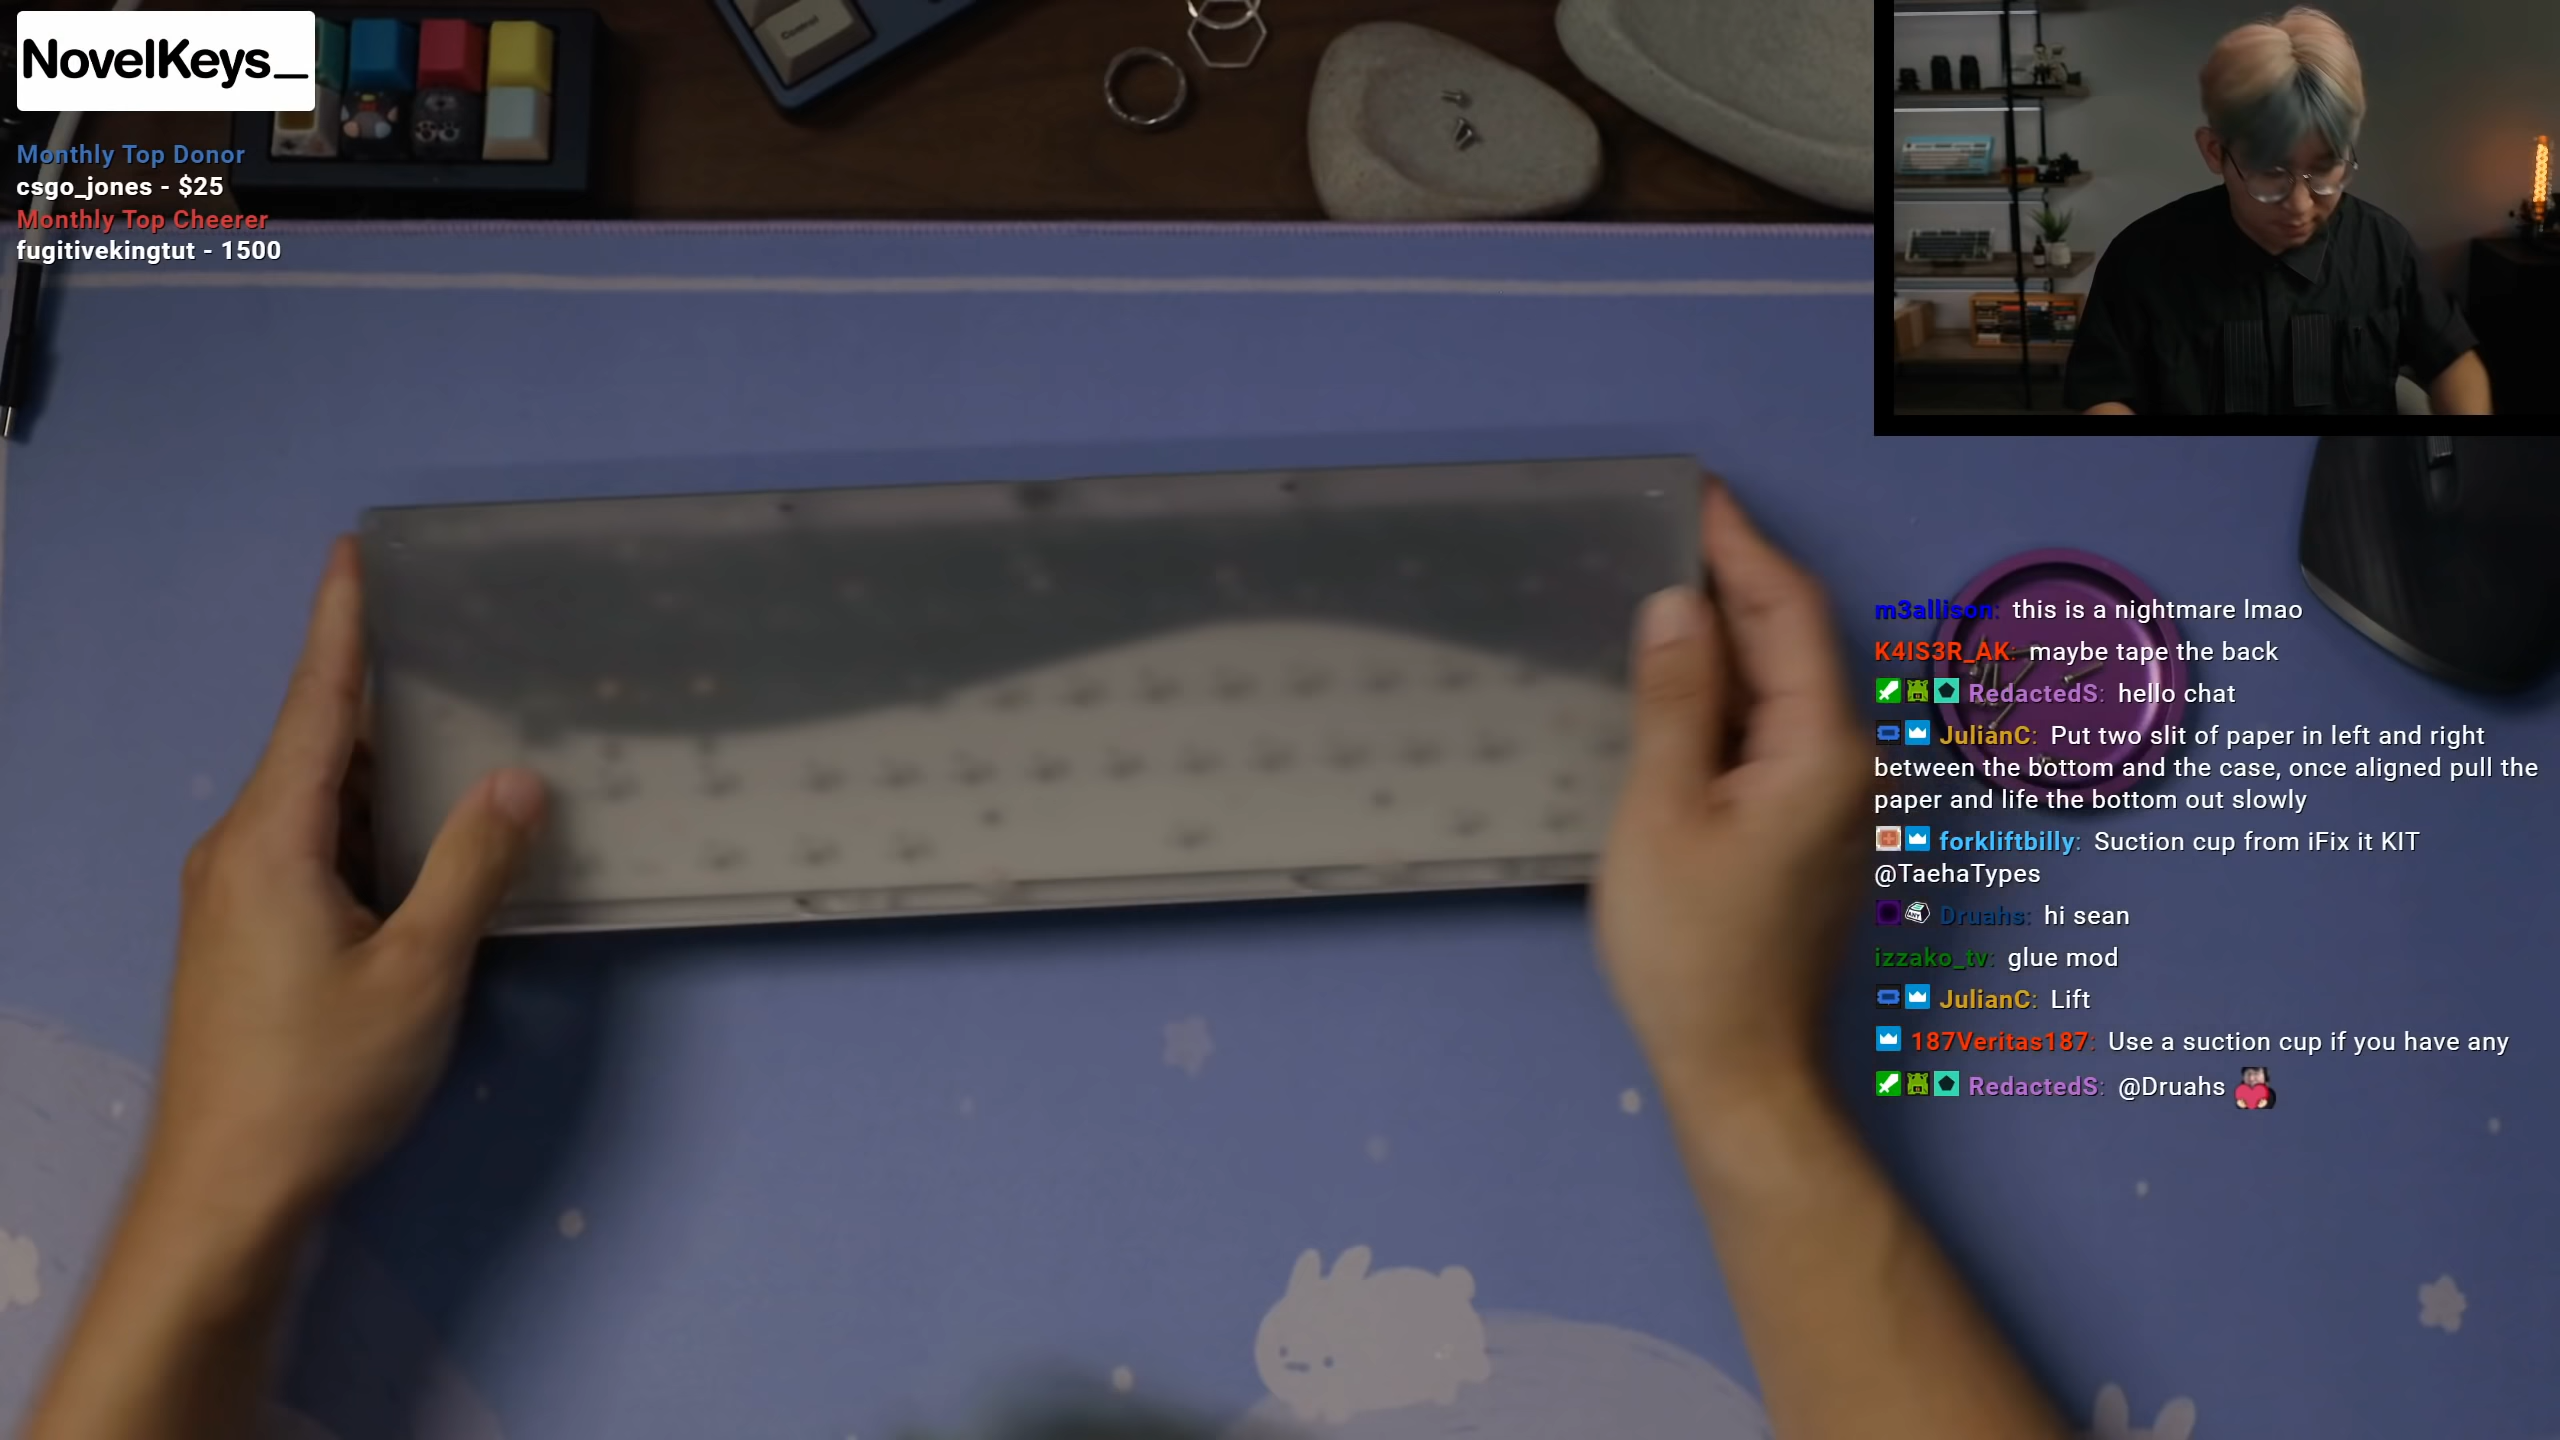 NovelKeys_
Control
Monthly Top Donor
csgo_jones - $25
Monthly Top Cheerer
fugitivekingtut - 1500
m3allison: this is a nightmare lmao
K4IS3R_AK: maybe tape the back
RedactedS: hello chat
JulianC: Put two slit of paper in left and right
between the bottom and the case, once aligned pull the
paper and life the bottom out slowly
forkliftbilly: Suction cup from iFix it KIT
@TaehaTypes
Druahs: hi sean
izzako_tv: glue mod
JulianC: Lift
187Veritas187: Use a suction cup if you have any
RedactedS: @Druahs